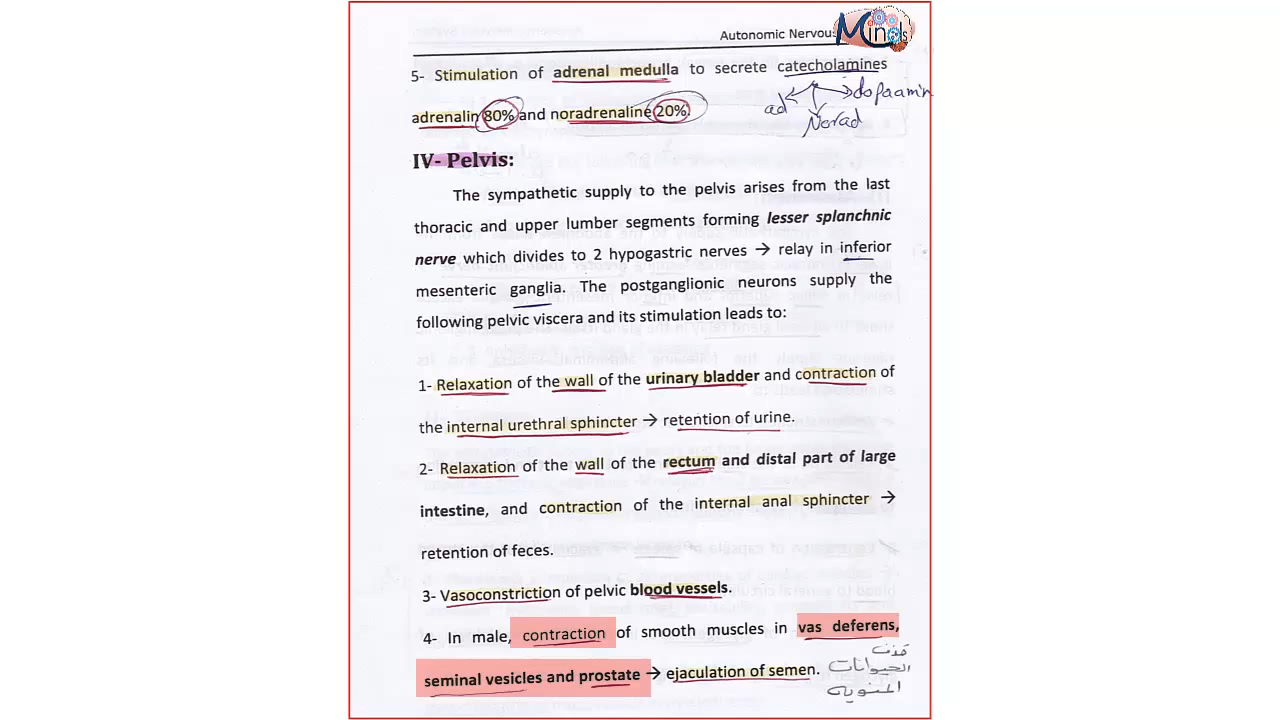 Autonomic Nervous
Minds
5- Stimulation of adrenal medulla to secrete catecholamines
adrenalin 80% and noradrenaline 20%.
ad
Norad
dopaamin
IV- Pelvis:
The sympathetic supply to the pelvis arises from the last
thoracic and upper lumber segments forming lesser splanchnic
nerve which divides to 2 hypogastric nerves → relay in inferior
mesenteric ganglia. The postganglionic neurons supply the
following pelvic viscera and its stimulation leads to:
1- Relaxation of the wall of the urinary bladder and contraction of
the internal urethral sphincter → retention of urine.
2- Relaxation of the wall of the rectum and distal part of large
intestine, and contraction of the internal anal sphincter →
retention of feces.
3- Vasoconstriction of pelvic blood vessels.
4- In male, contraction of smooth muscles in vas deferens,
seminal vesicles and prostate → ejaculation of semen.
قذف
الحيوانات
المنويه